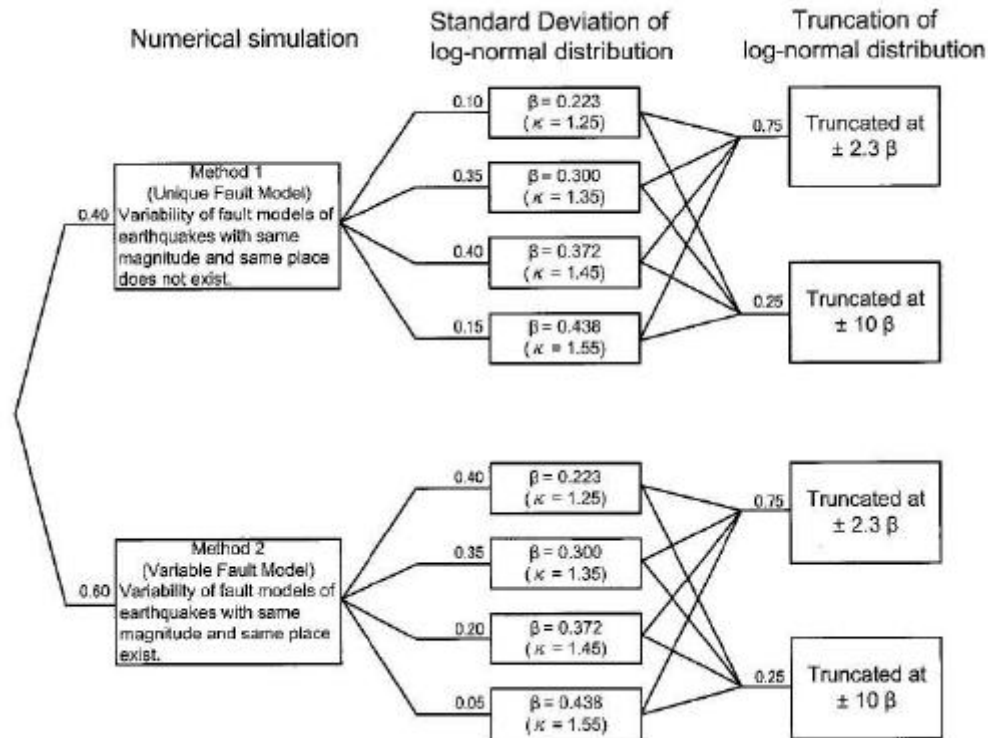 Numerical simulation
Standard Deviation of
log-normal distribution
Truncation of
log-normal distribution
0.40
Method 1
(Unique Fault Model)
Variability of fault models of
earthquakes with same
magnitude and same place
does not exist.
0.10
β = 0.223
( κ = 1.25)
0.35
β = 0.300
( κ = 1.35)
0.40
β = 0.372
( κ = 1.45)
0.15
β = 0.438
( κ = 1.55)
0.75
Truncated at
± 2.3 β
0.25
Truncated at
± 10 β
0.60
Method 2
(Variable Fault Model)
Variability of fault models of
earthquakes with same
magnitude and same place
exist.
0.40
β = 0.223
( κ = 1.25)
0.35
β = 0.300
( κ = 1.35)
0.20
β = 0.372
( κ = 1.45)
0.05
β = 0.438
( κ = 1.55)
0.75
Truncated at
± 2.3 β
0.25
Truncated at
± 10 β